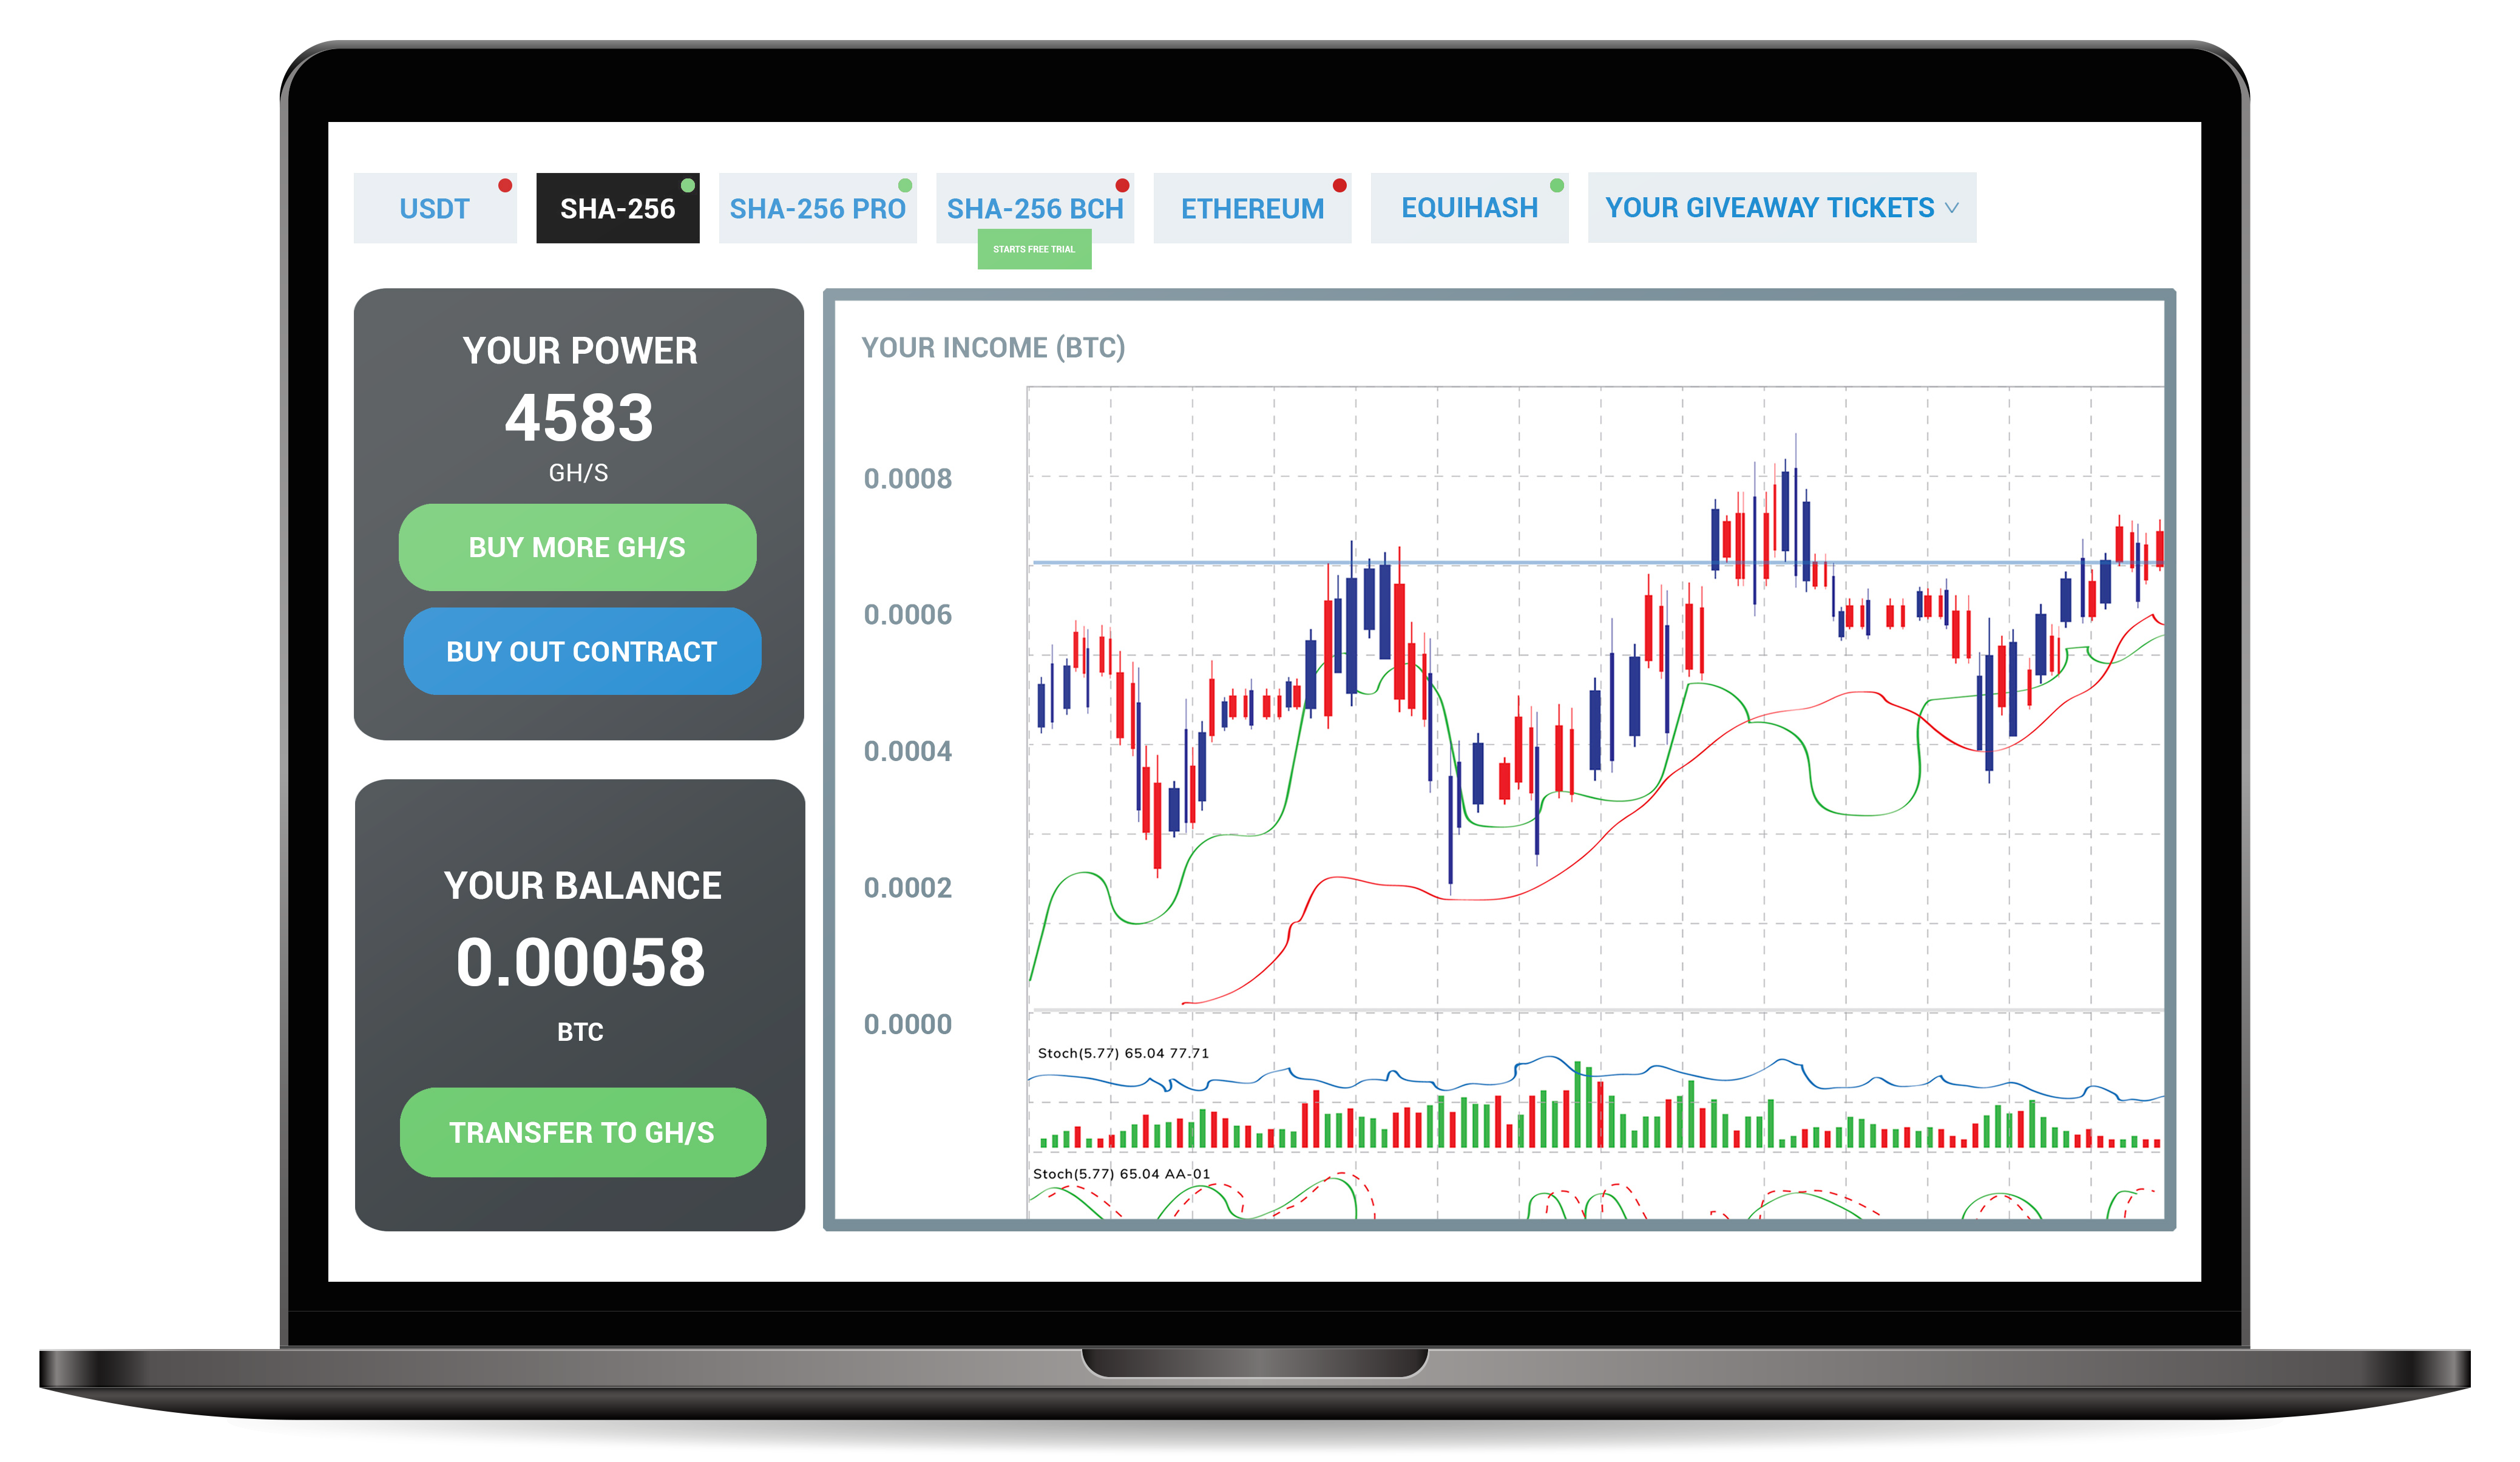 USDT
SHA-256
SHA-256 PRO
SHA-256 BCH
ETHEREUM
EQUIHASH
YOUR GIVEAWAY TICKETS
STARTS FREE TRIAL
YOUR POWER
4583
GH/S
BUY MORE GH/S
BUY OUT CONTRACT
YOUR BALANCE
0.00058
BTC
TRANSFER TO GH/S
YOUR INCOME (BTC)
0.0008
0.0006
0.0004
0.0002
0.0000
Stoch(5.77) 65.04 77.71
Stoch(5.77) 65.04 AA-01